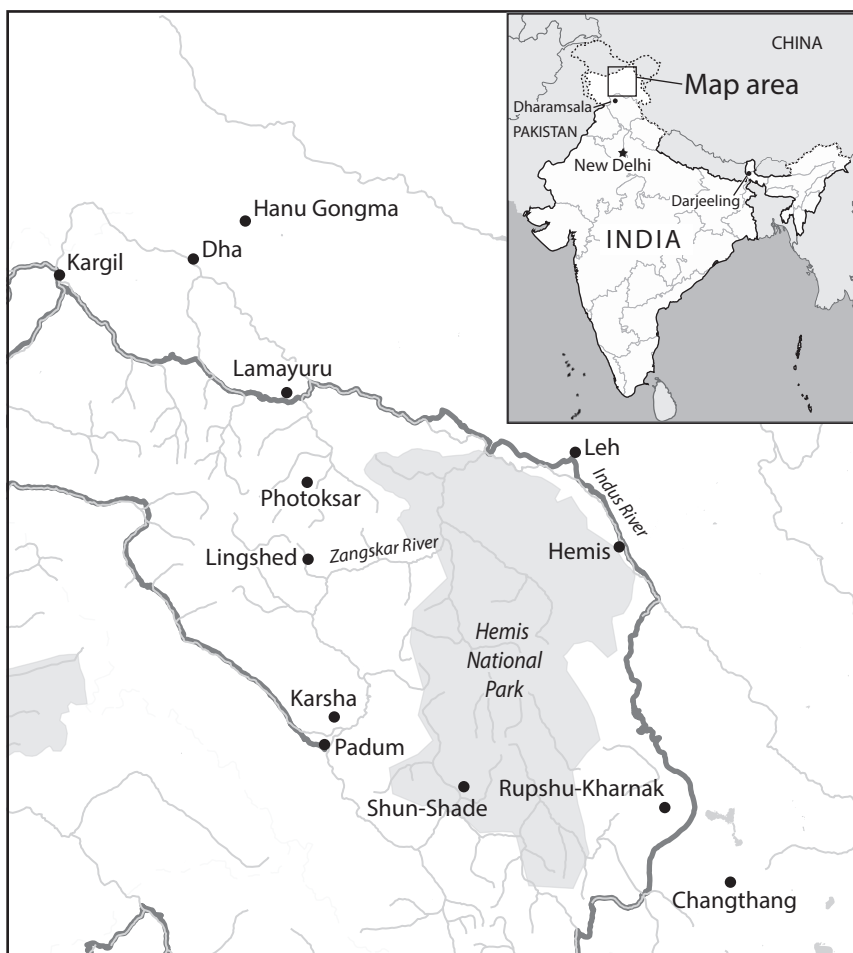 CHINA
Map area
Dharamsala
PAKISTAN
New Delhi
Darjeeling
INDIA
Hanu Gongma
Dha
Kargil
Lamayuru
Leh
Indus River
Photoksar
Lingshed
Zangskar River
Hemis
Hemis
National
Park
Karsha
Padum
Shun-Shade
Rupshu-Kharnak
Changthang